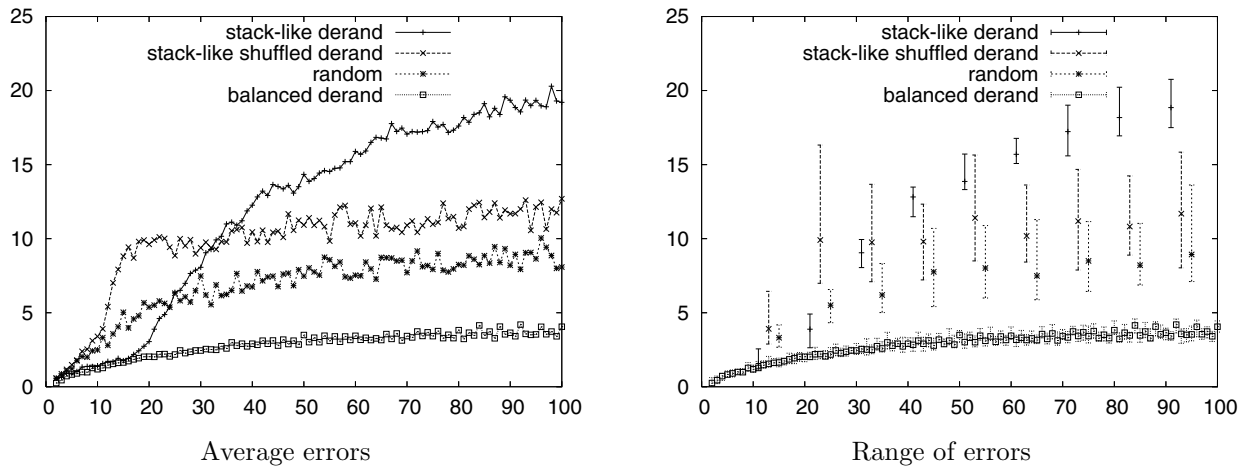 25
20
15
10
5
0
0 10 20 30 40 50 60 70 80 90 100
stack-like derand
stack-like shuffled derand
random
balanced derand
Average errors
25
20
15
10
5
0
0 10 20 30 40 50 60 70 80 90 100
stack-like derand
stack-like shuffled derand
random
balanced derand
Range of errors